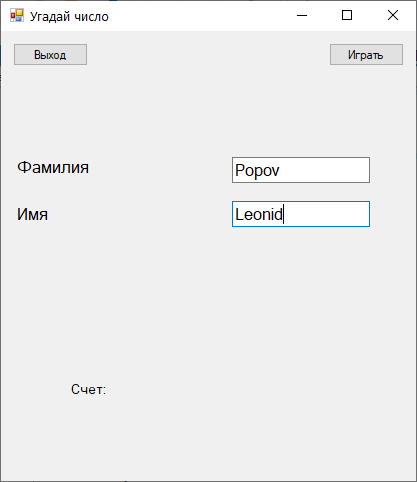 Угадай число
Выход Играть
Фамилия Popov
Имя Leonid
Счет: